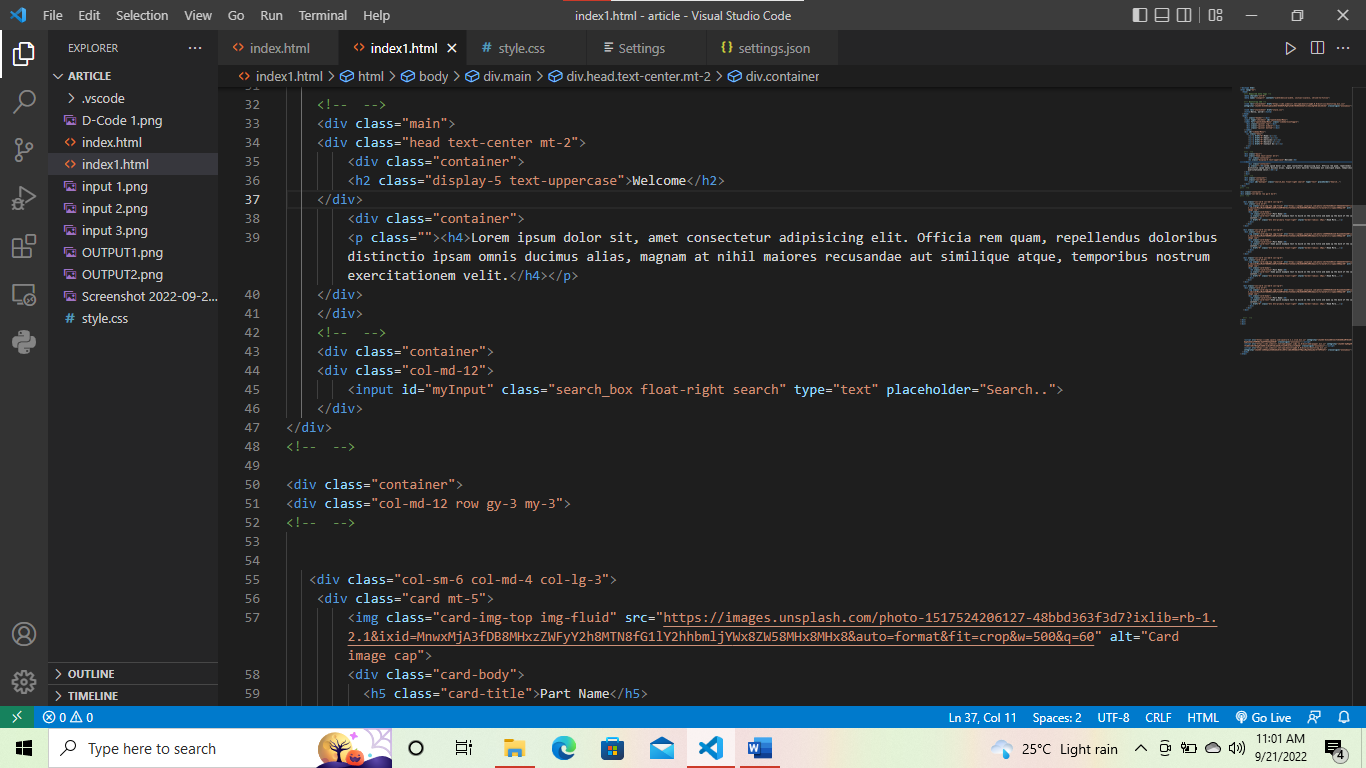 File Edit Selection View Go Run Terminal Help
index1.html - article - Visual Studio Code
EXPLORER
ARTICLE
.vscode
D-Code 1.png
index.html
index1.html
input 1.png
input 2.png
input 3.png
OUTPUT1.png
OUTPUT2.png
Screenshot 2022-09-2...
style.css
OUTLINE
TIMELINE
index.html index1.html style.css Settings settings.json
index1.html > html > body > div.main > div.head.text-center.mt-2 > div.container
31
32 <!--  -->
33 <div class="main">
34 <div class="head text-center mt-2">
35 <div class="container">
36 <h2 class="display-5 text-uppercase">Welcome</h2>
37 </div>
38 <div class="container">
39 <p class=""><h4>Lorem ipsum dolor sit, amet consectetur adipisicing elit. Officia rem quam, repellendus doloribus
distinctio ipsam omnis ducimus alias, magnam at nihil maiores recusandae aut similique atque, temporibus nostrum
exercitationem velit.</h4></p>
40 </div>
41 </div>
42 <!--  -->
43 <div class="container">
44 <div class="col-md-12">
45 <input id="myInput" class="search_box float-right search" type="text" placeholder="Search..">
46 </div>
47 </div>
48 <!--  -->
49
50 <div class="container">
51 <div class="col-md-12 row gy-3 my-3">
52 <!--  -->
53
54
55 <div class="col-sm-6 col-md-4 col-lg-3">
56 <div class="card mt-5">
57 <img class="card-img-top img-fluid" src="https://images.unsplash.com/photo-1517524206127-48bbd363f3d7?ixlib=rb-1.
2.1&ixid=MnwxMjA3fDB8MHxzZWFyY2h8MTN8fG1lY2hhbmljYWx8ZW58MHx8MHx8&auto=format&fit=crop&w=500&q=60" alt="Card
image cap">
58 <div class="card-body">
59 <h5 class="card-title">Part Name</h5>
0 0
Ln 37, Col 11 Spaces: 2 UTF-8 CRLF HTML Go Live
Type here to search
25°C Light rain
11:01 AM
9/21/2022
4